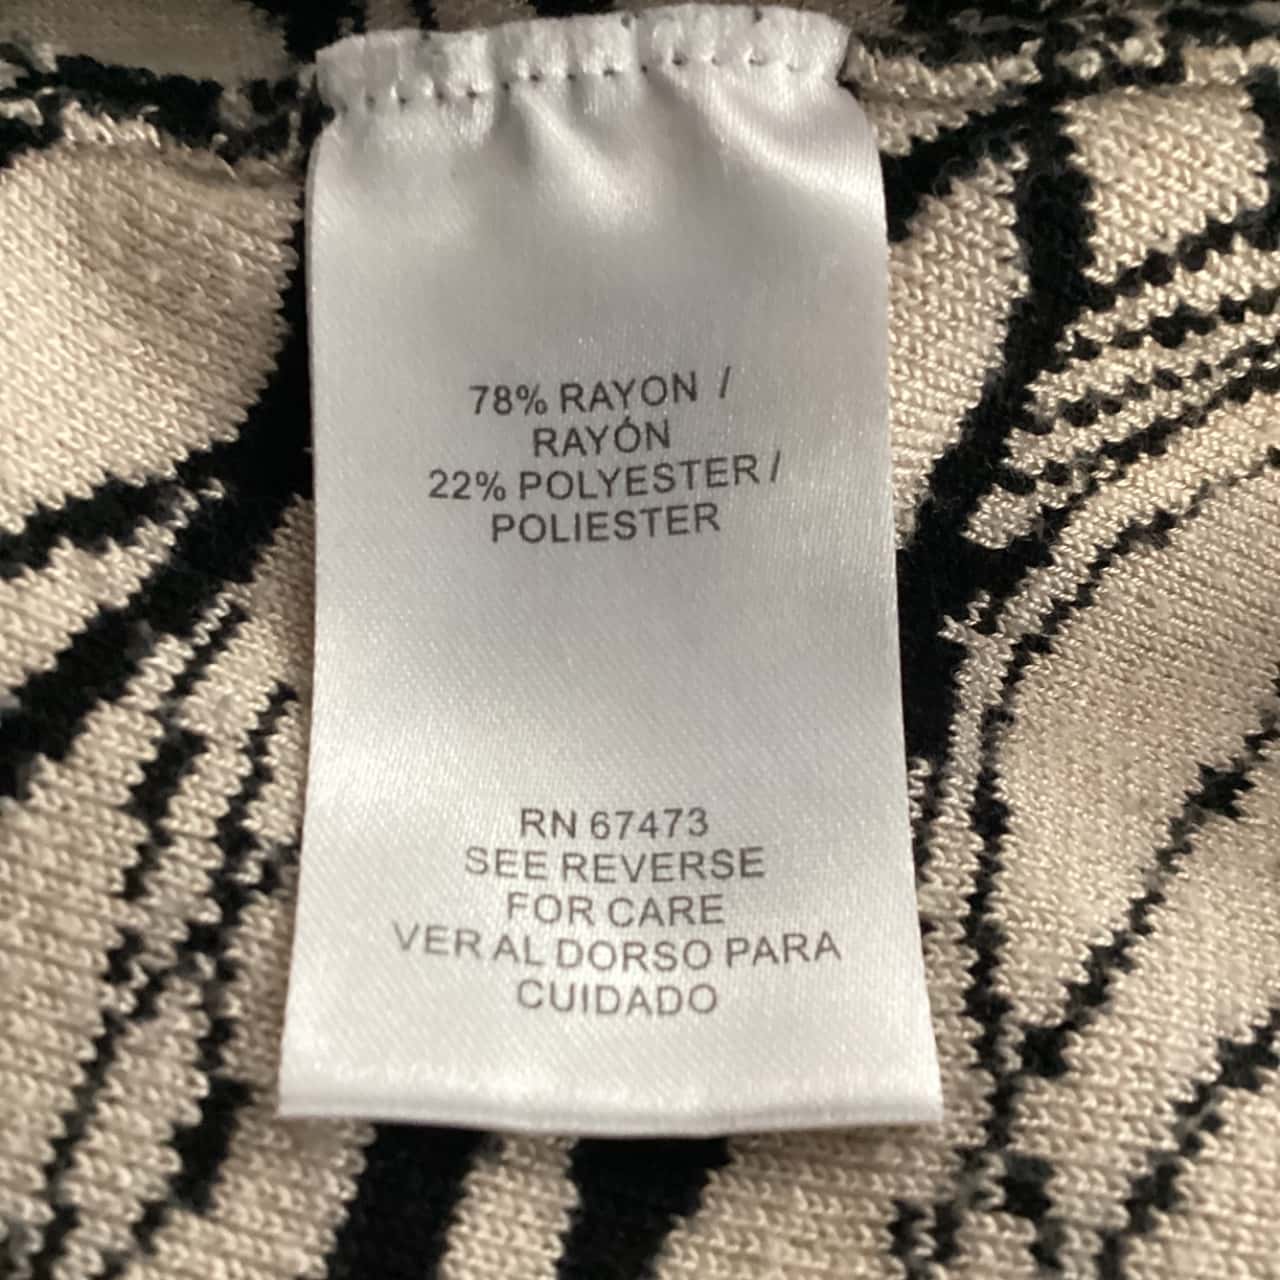 78% RAYON /
RAYÓN
22% POLYESTER /
POLIESTER
RN 67473
SEE REVERSE
FOR CARE
VER AL DORSO PARA
CUIDADO